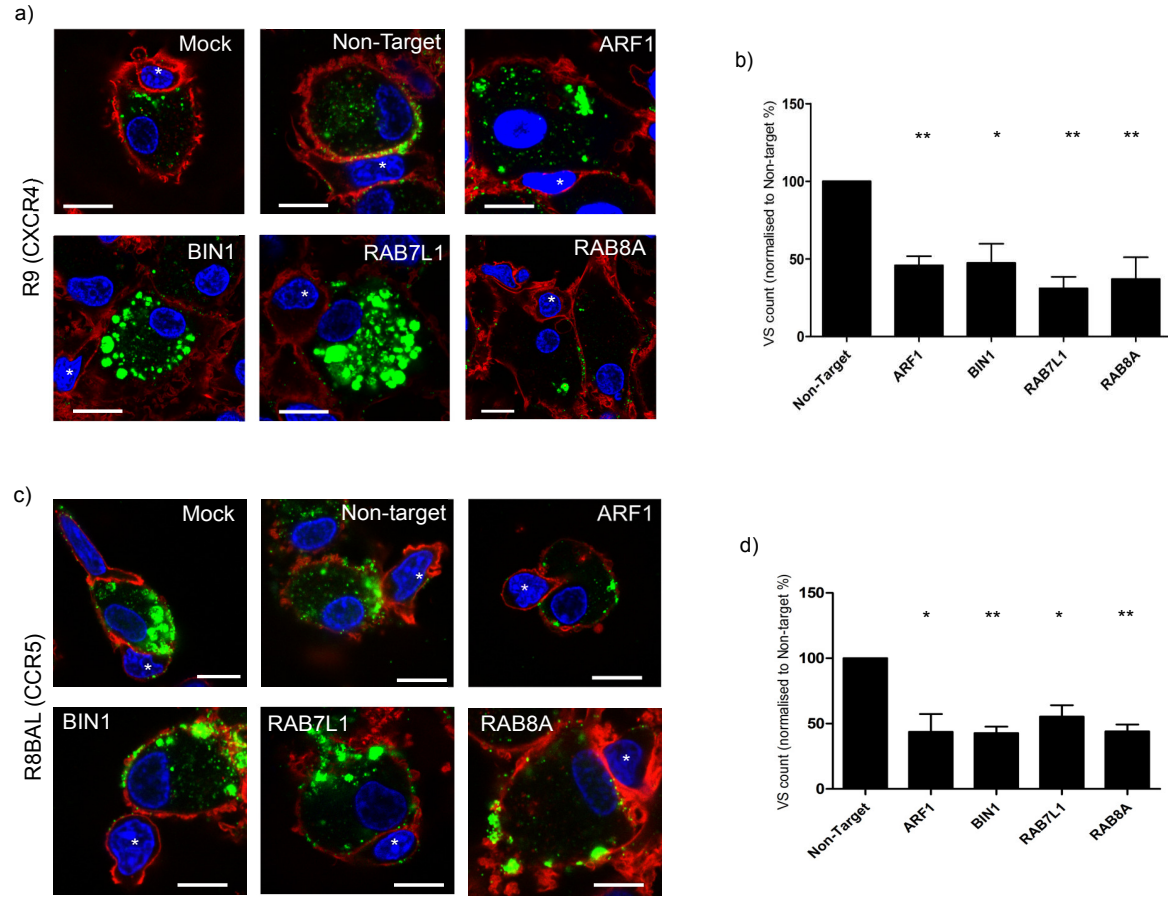 a)
Mock
Non-Target
ARF1
R9 (CXCR4)
BIN1
RAB7L1
RAB8A
* * * * * *
b)
VS count (normalised to Non-target %)
150
100
50
0
** * ** **
Non-Target ARF1 BIN1 RAB7L1 RAB8A
c)
Mock
Non-target
ARF1
R8BAL (CCR5)
BIN1
RAB7L1
RAB8A
* * * * * *
d)
VS count (normalised to Non-target %)
150
100
50
0
* ** * **
Non-Target ARF1 BIN1 RAB7L1 RAB8A